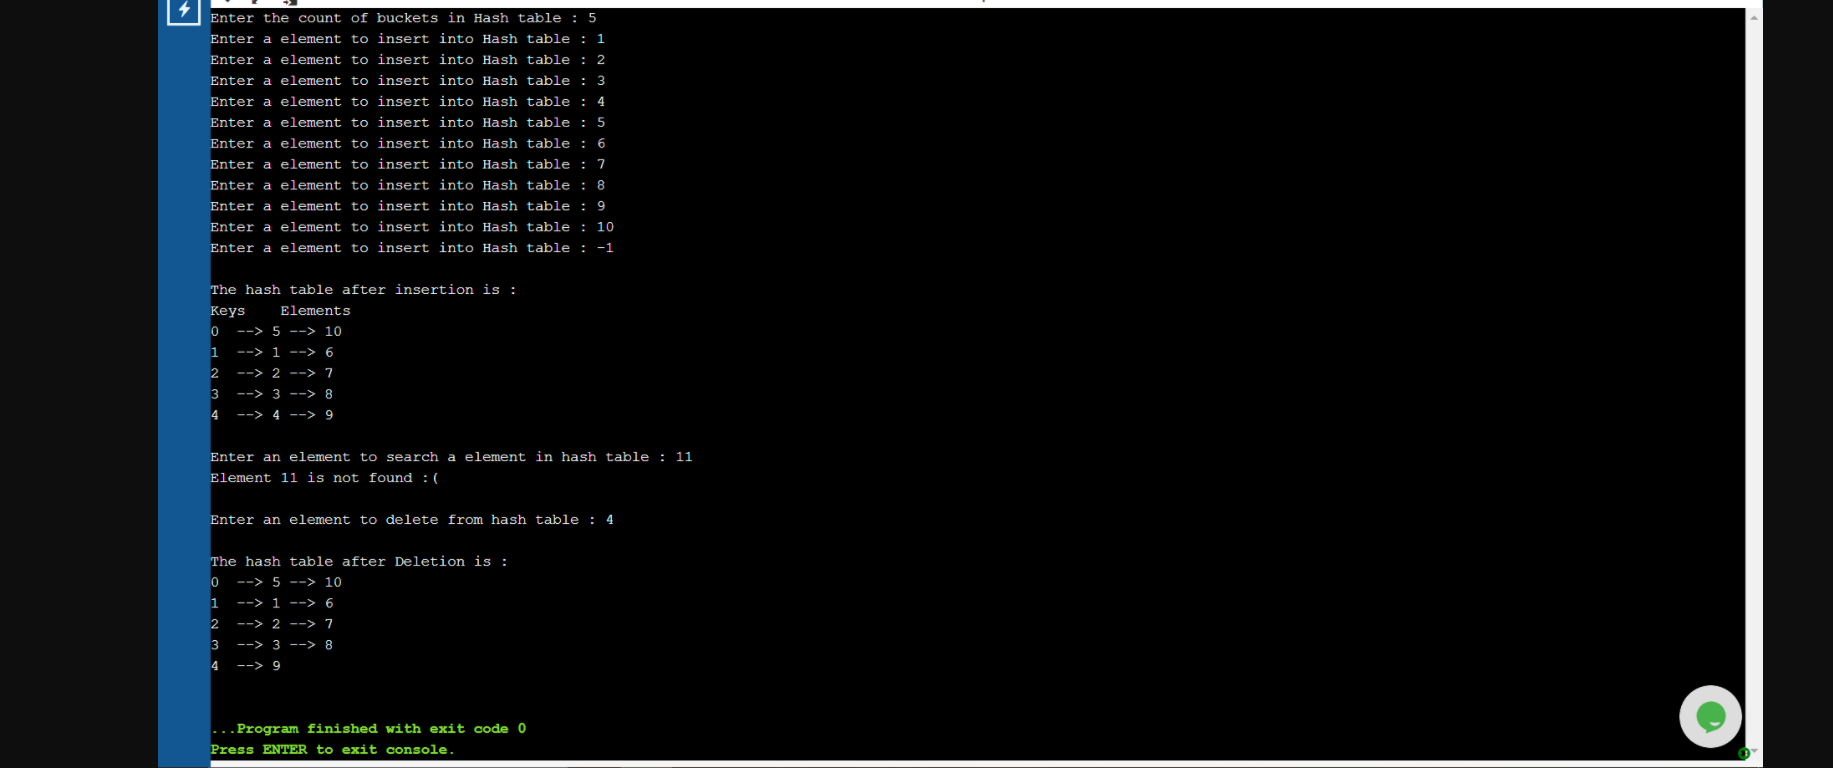 Enter the count of buckets in Hash table : 5
Enter a element to insert into Hash table : 1
Enter a element to insert into Hash table : 2
Enter a element to insert into Hash table : 3
Enter a element to insert into Hash table : 4
Enter a element to insert into Hash table : 5
Enter a element to insert into Hash table : 6
Enter a element to insert into Hash table : 7
Enter a element to insert into Hash table : 8
Enter a element to insert into Hash table : 9
Enter a element to insert into Hash table : 10
Enter a element to insert into Hash table : -1
The hash table after insertion is :
Keys    Elements
0  --> 5 --> 10
1  --> 1 --> 6
2  --> 2 --> 7
3  --> 3 --> 8
4  --> 4 --> 9
Enter an element to search a element in hash table : 11
Element 11 is not found :(
Enter an element to delete from hash table : 4
The hash table after Deletion is :
0  --> 5 --> 10
1  --> 1 --> 6
2  --> 2 --> 7
3  --> 3 --> 8
4  --> 9
...Program finished with exit code 0
Press ENTER to exit console.